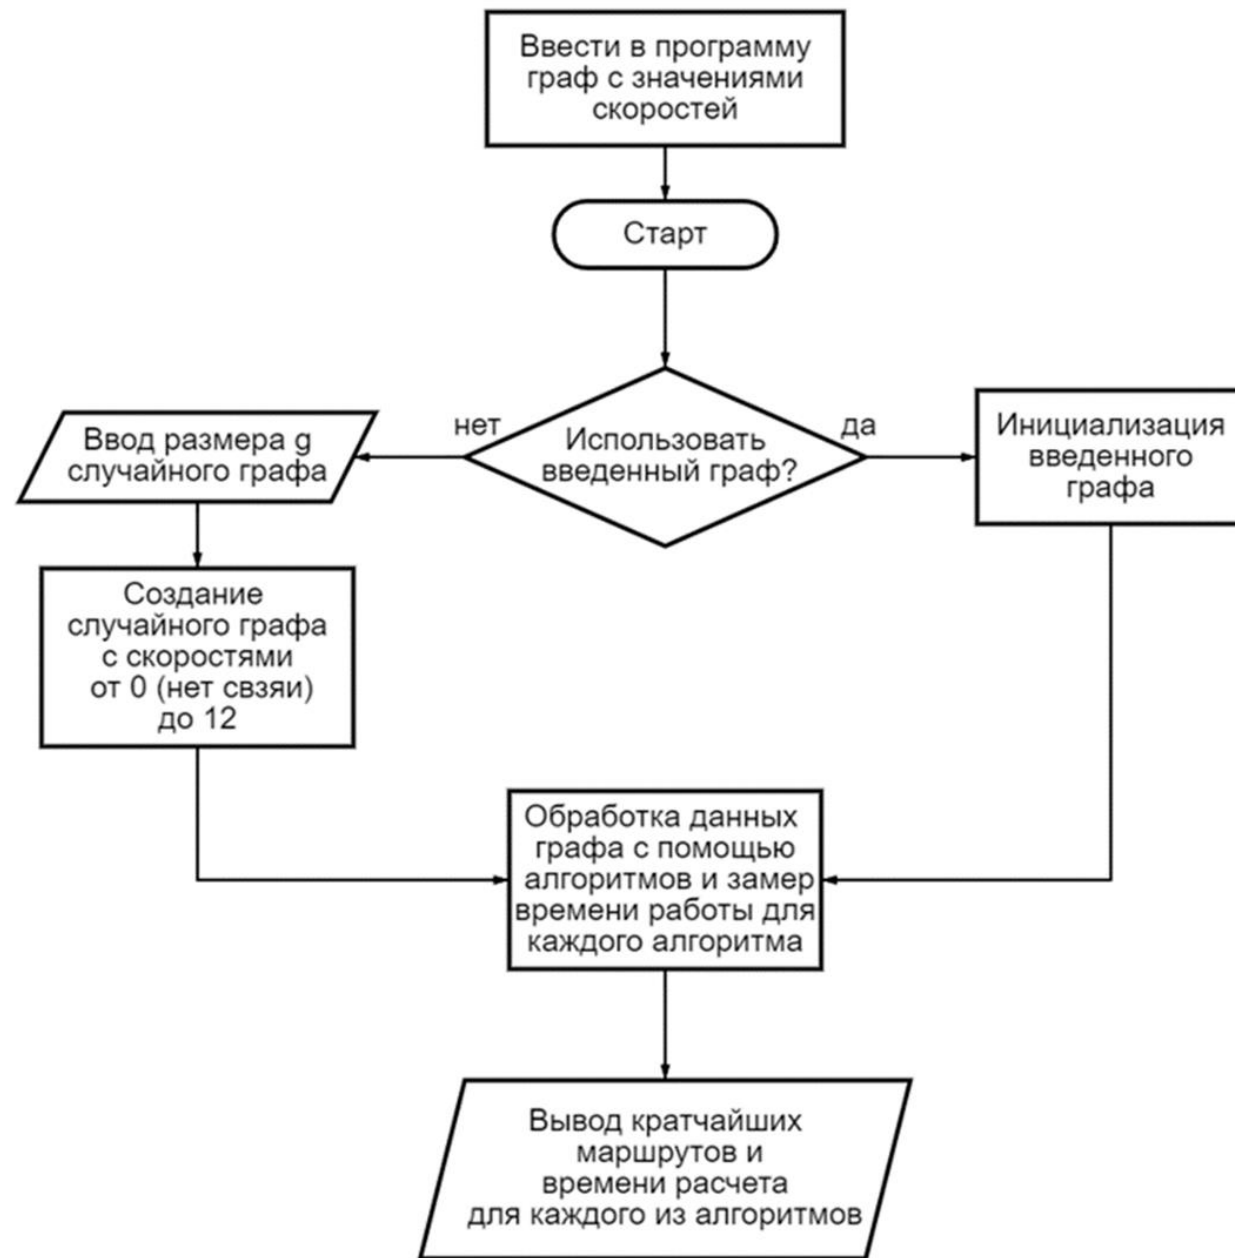 Ввести в программу
граф с значениями
скоростей
Старт
нет
Использовать
введенный граф?
да
Ввод размера g
случайного графа
Инициализация
введенного
графа
Создание
случайного графа
с скоростями
от 0 (нет свзяи)
до 12
Обработка данных
графа с помощью
алгоритмов и замер
времени работы для
каждого алгоритма
Вывод кратчайших
маршрутов и
времени расчета
для каждого из алгоритмов